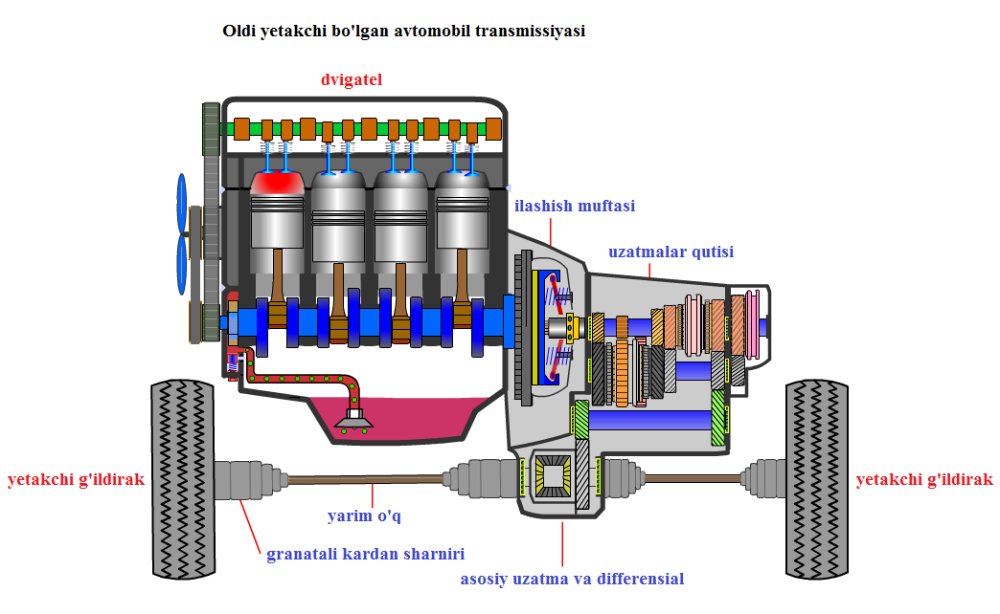 Oldi yetakchi bo'lgan avtomobil transmissiyasi
dvigatel
ilashish muftasi
uzatmalar qutisi
yetakchi g'ildirak
yetakchi g'ildirak
yarim o'q
granatali kardan sharniri
asosiy uzatma va differensial